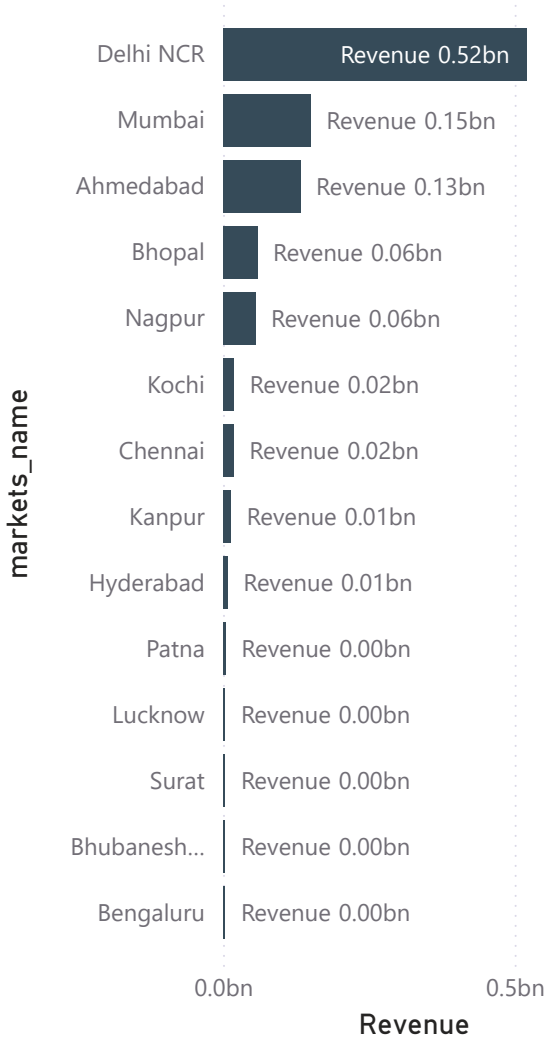 Delhi NCR Revenue 0.52bn
Mumbai Revenue 0.15bn
Ahmedabad Revenue 0.13bn
Bhopal Revenue 0.06bn
Nagpur Revenue 0.06bn
Kochi Revenue 0.02bn
Chennai Revenue 0.02bn
Kanpur Revenue 0.01bn
Hyderabad Revenue 0.01bn
Patna Revenue 0.00bn
Lucknow Revenue 0.00bn
Surat Revenue 0.00bn
Bhubanesh... Revenue 0.00bn
Bengaluru Revenue 0.00bn
0.0bn 0.5bn
Revenue
markets_name